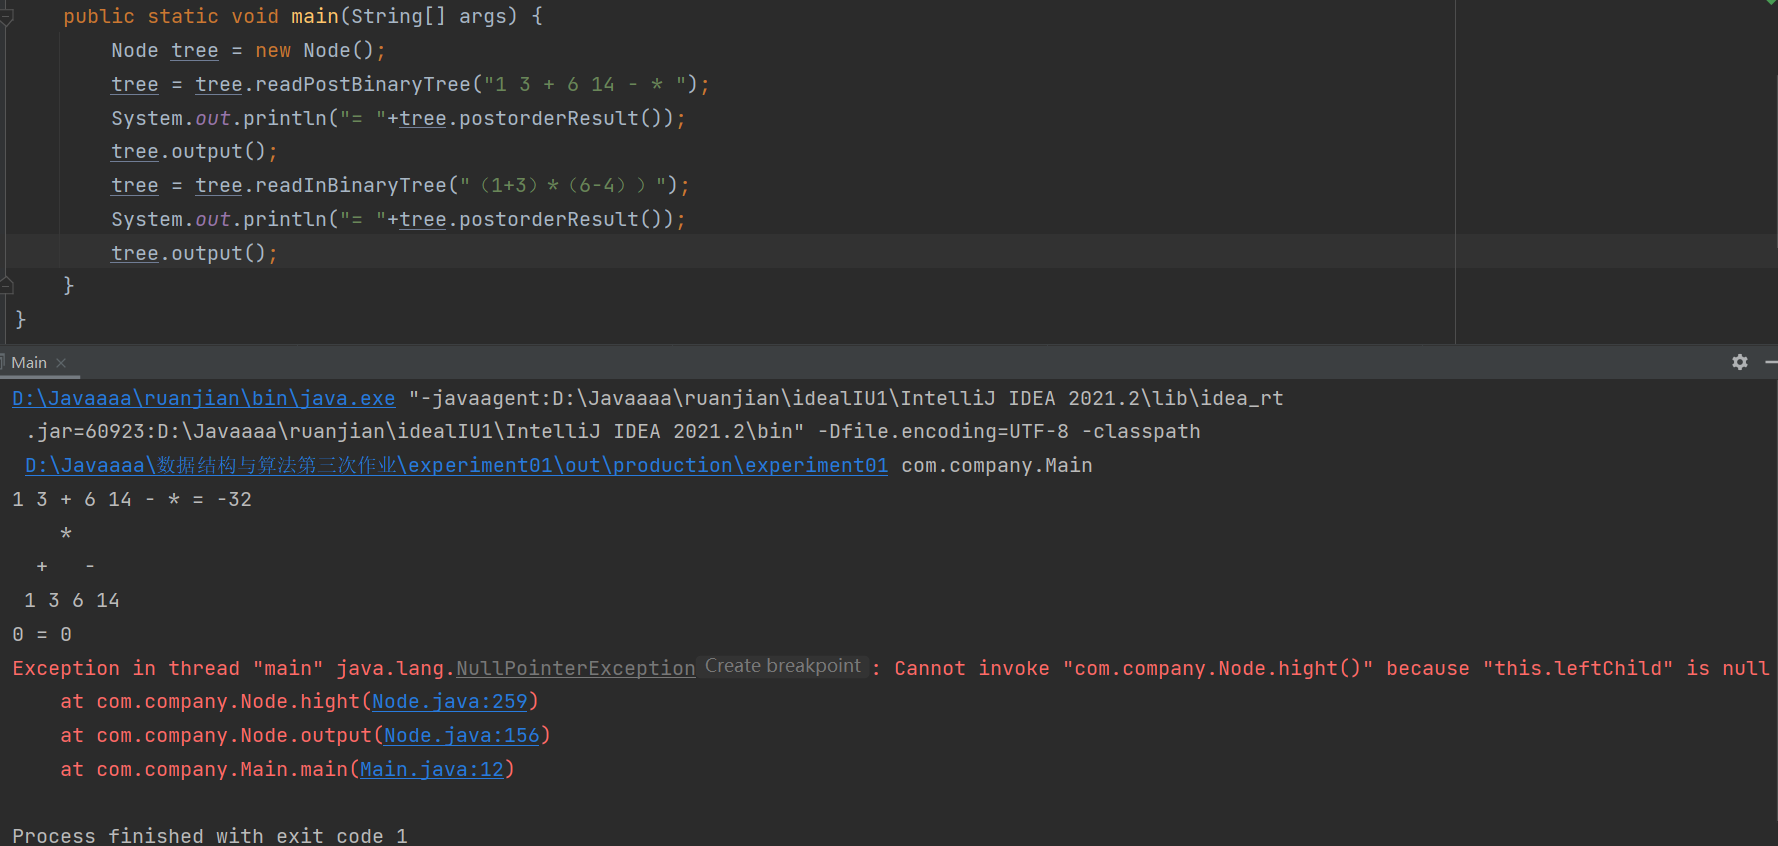 public static void main(String[] args) {
Node tree = new Node();
tree = tree.readPostBinaryTree("1 3 + 6 14 - * ");
System.out.println("= "+tree.postorderResult());
tree.output();
tree = tree.readInBinaryTree("（1+3）*（6-4））");
System.out.println("= "+tree.postorderResult());
tree.output();
}
}
Main
D:\Javaaaa\ruanjian\bin\java.exe "-javaagent:D:\Javaaaa\ruanjian\idealIU1\IntelliJ IDEA 2021.2\lib\idea_rt
.jar=60923:D:\Javaaaa\ruanjian\idealIU1\IntelliJ IDEA 2021.2\bin" -Dfile.encoding=UTF-8 -classpath
D:\Javaaaa\数据结构与算法第三次作业\experiment01\out\production\experiment01 com.company.Main
1 3 + 6 14 - * = -32
*
+ -
1 3 6 14
0 = 0
Exception in thread "main" java.lang.NullPointerException Create breakpoint : Cannot invoke "com.company.Node.hight()" because "this.leftChild" is null
at com.company.Node.hight(Node.java:259)
at com.company.Node.output(Node.java:156)
at com.company.Main.main(Main.java:12)
Process finished with exit code 1